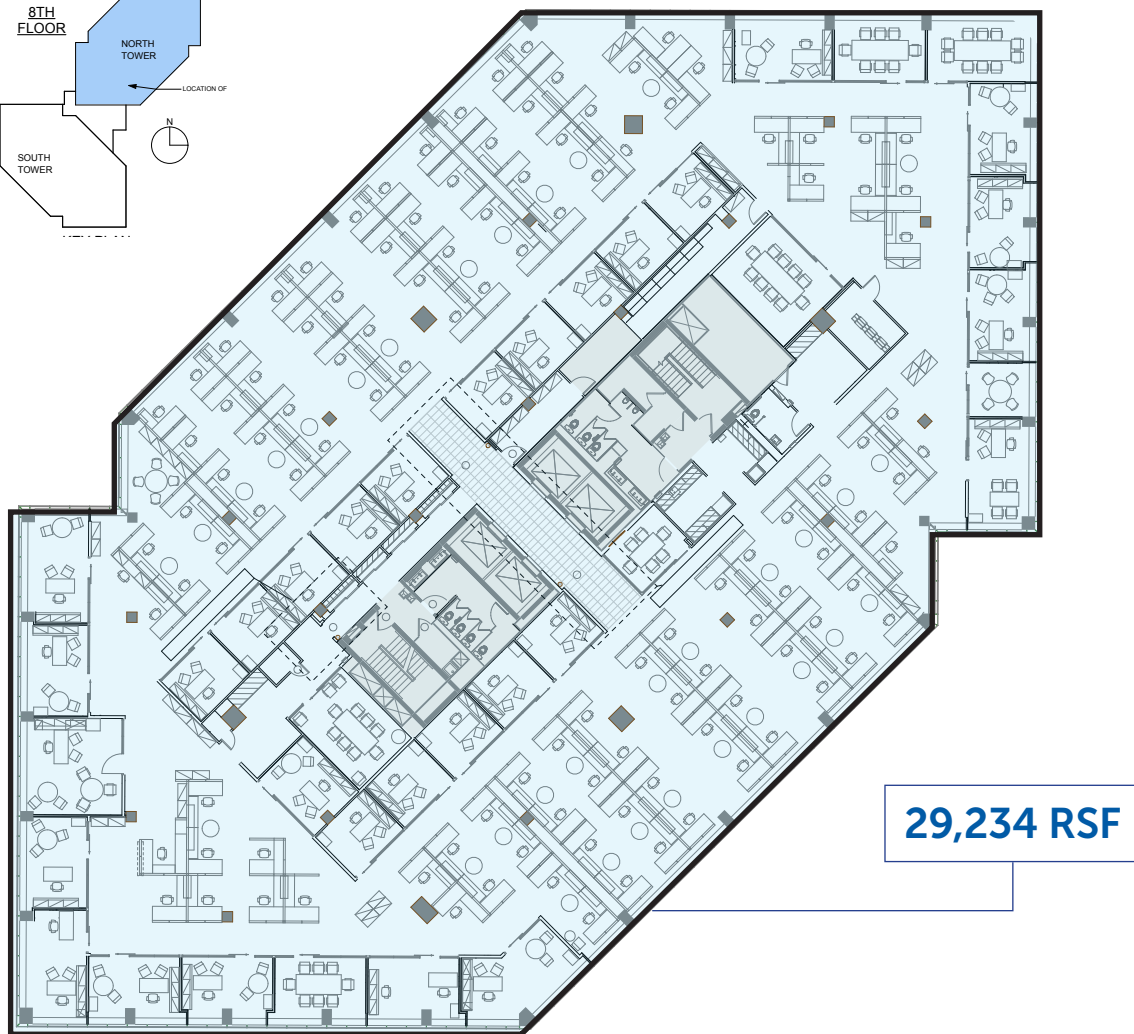 8TH
FLOOR
NORTH
TOWER
LOCATION OF
N
SOUTH
TOWER
29,234 RSF